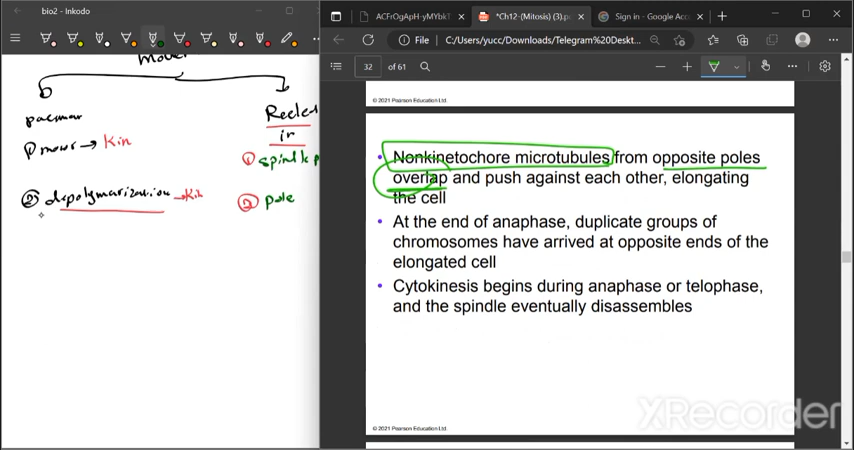 bio2 - Inkodo
ACFrOgApH-yMYbkT
*Ch12-(Mitosis) (3).p
Sign in - Google Acc
File
C:/Users/yucc/Downloads/Telegram%20Deskt...
32 of 61
© 2021 Pearson Education Ltd.
pacman
Reeled
in
① mour → Kin
① spindle p
② depolymarization → Kin
② pole
• Nonkinetochore microtubules from opposite poles
overlap and push against each other, elongating
the cell
• At the end of anaphase, duplicate groups of
chromosomes have arrived at opposite ends of the
elongated cell
• Cytokinesis begins during anaphase or telophase,
and the spindle eventually disassembles
© 2021 Pearson Education Ltd.
XRecorder